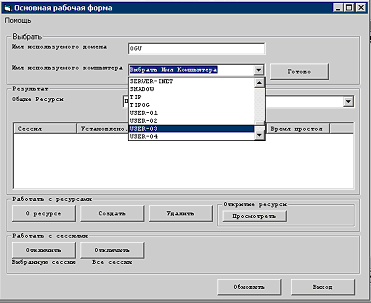 Основная рабочая форма
Помощь
Выбрать
Имя используемого домена OGU
Имя используемого компьютера Выбрать Имя Компьютера Готово
SERVER-INET
SHADOW
TIP
TIPOG
USER-01
USER-02
USER-03
USER-04
Результат
Общие Ресурсы
Сессия Установлено Время простоя
Работать с ресурсами
О ресурсе Создать Удалить
Открытые ресурсы
Просмотреть
Работать с сессиями
Отключить Отключить
Выбранную сессию Все сессии
Обновить Выход